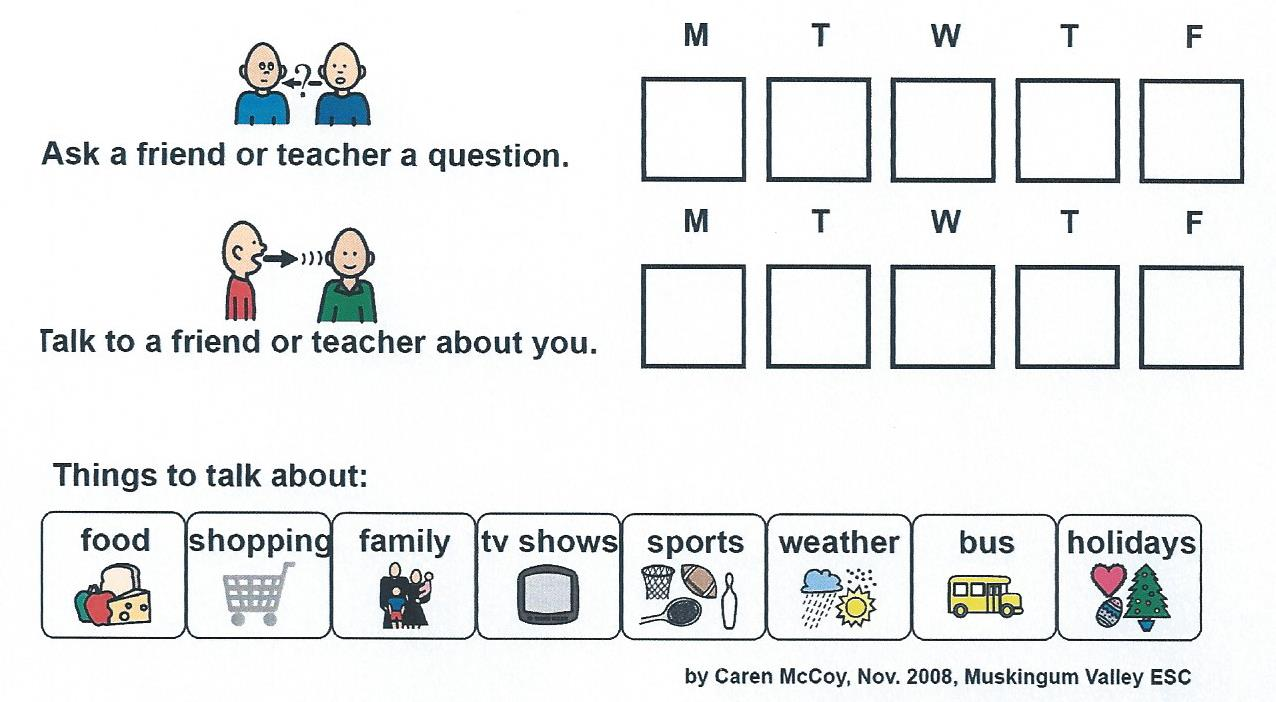 M T W T F
?
Ask a friend or teacher a question.
M T W T F
Talk to a friend or teacher about you.
Things to talk about:
food shopping family tv shows sports weather bus holidays
by Caren McCoy, Nov. 2008, Muskingum Valley ESC